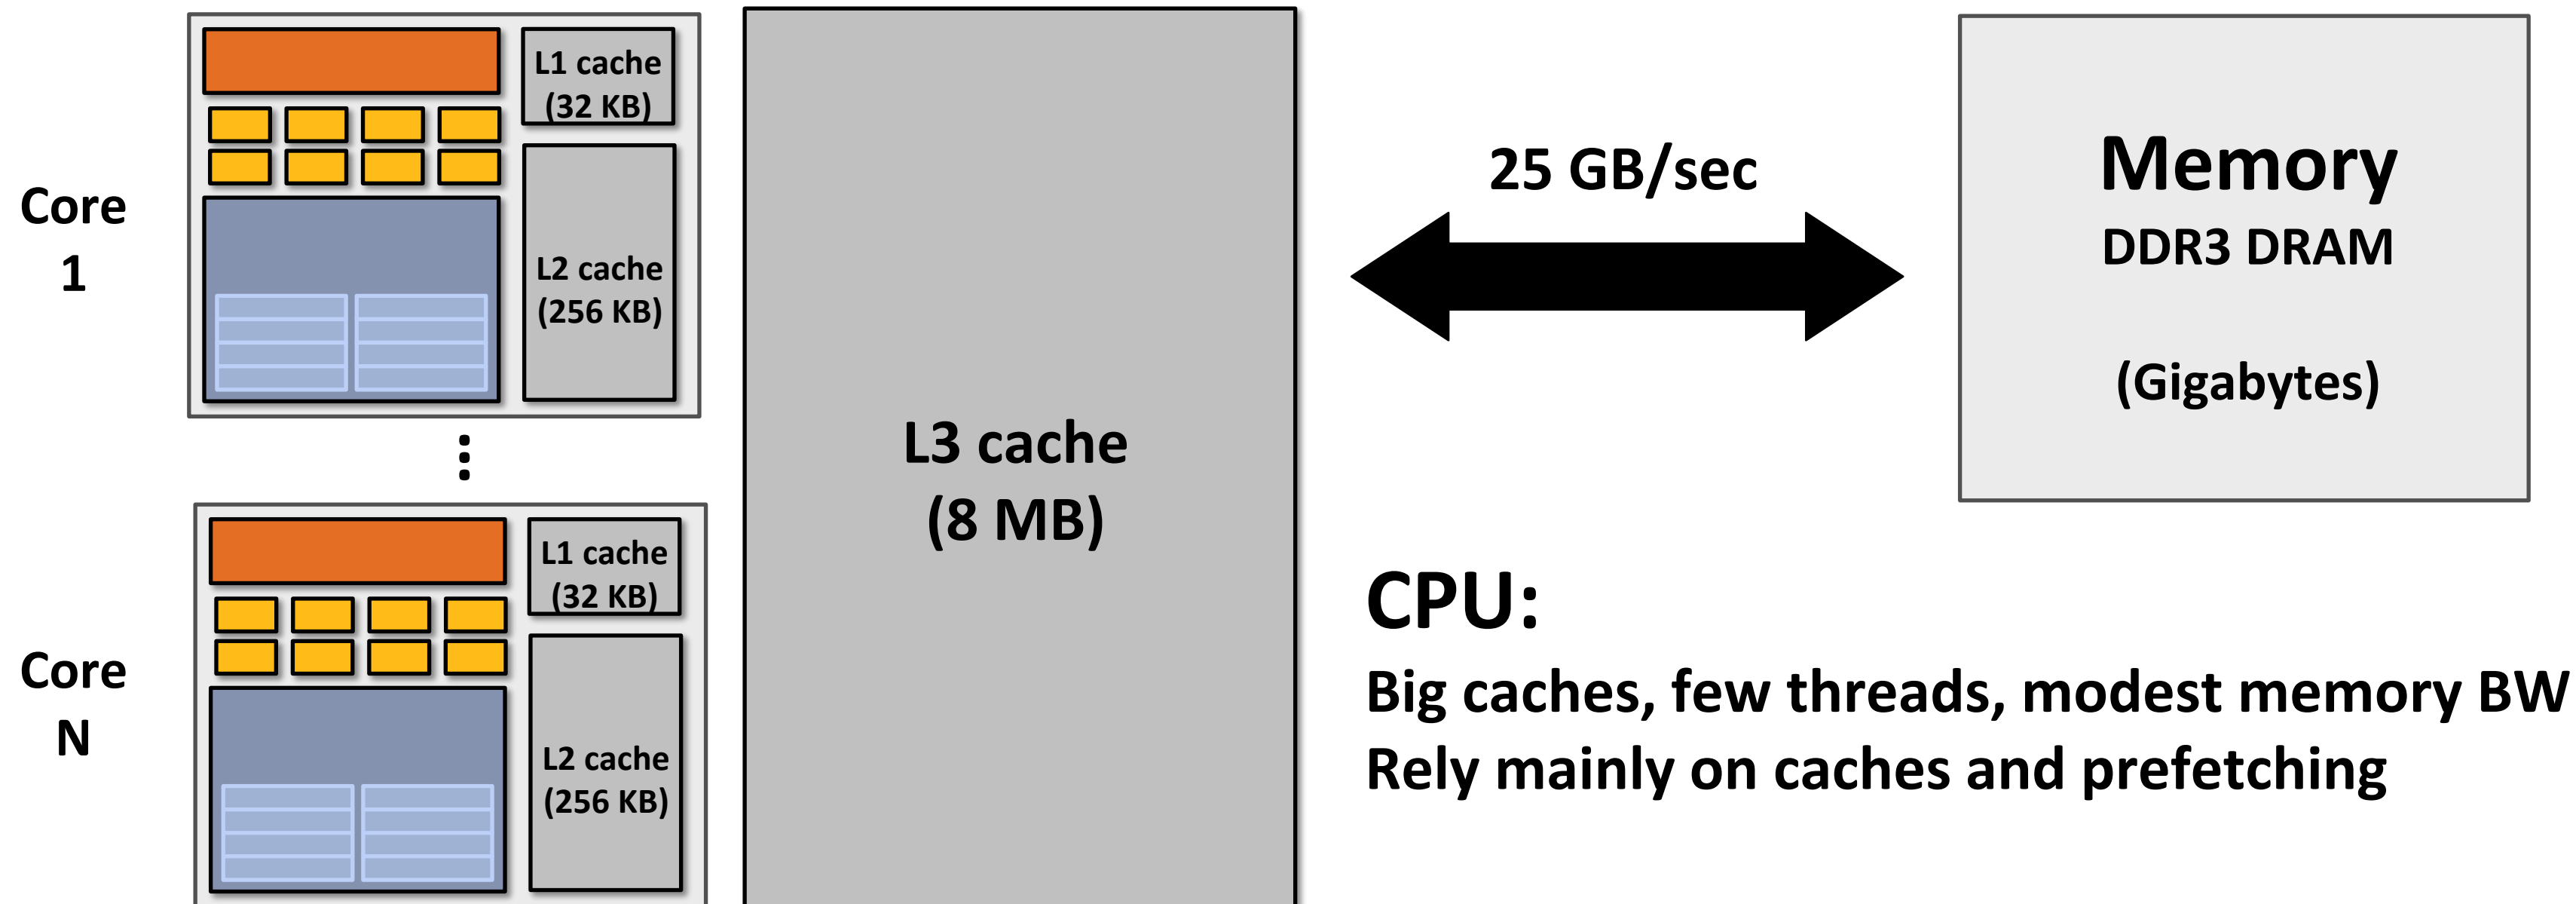 Core
1
L1 cache
(32 KB)
L2 cache
(256 KB)
Core
N
L1 cache
(32 KB)
L2 cache
(256 KB)
L3 cache
(8 MB)
25 GB/sec
Memory
DDR3 DRAM
(Gigabytes)
CPU:
Big caches, few threads, modest memory BW
Rely mainly on caches and prefetching